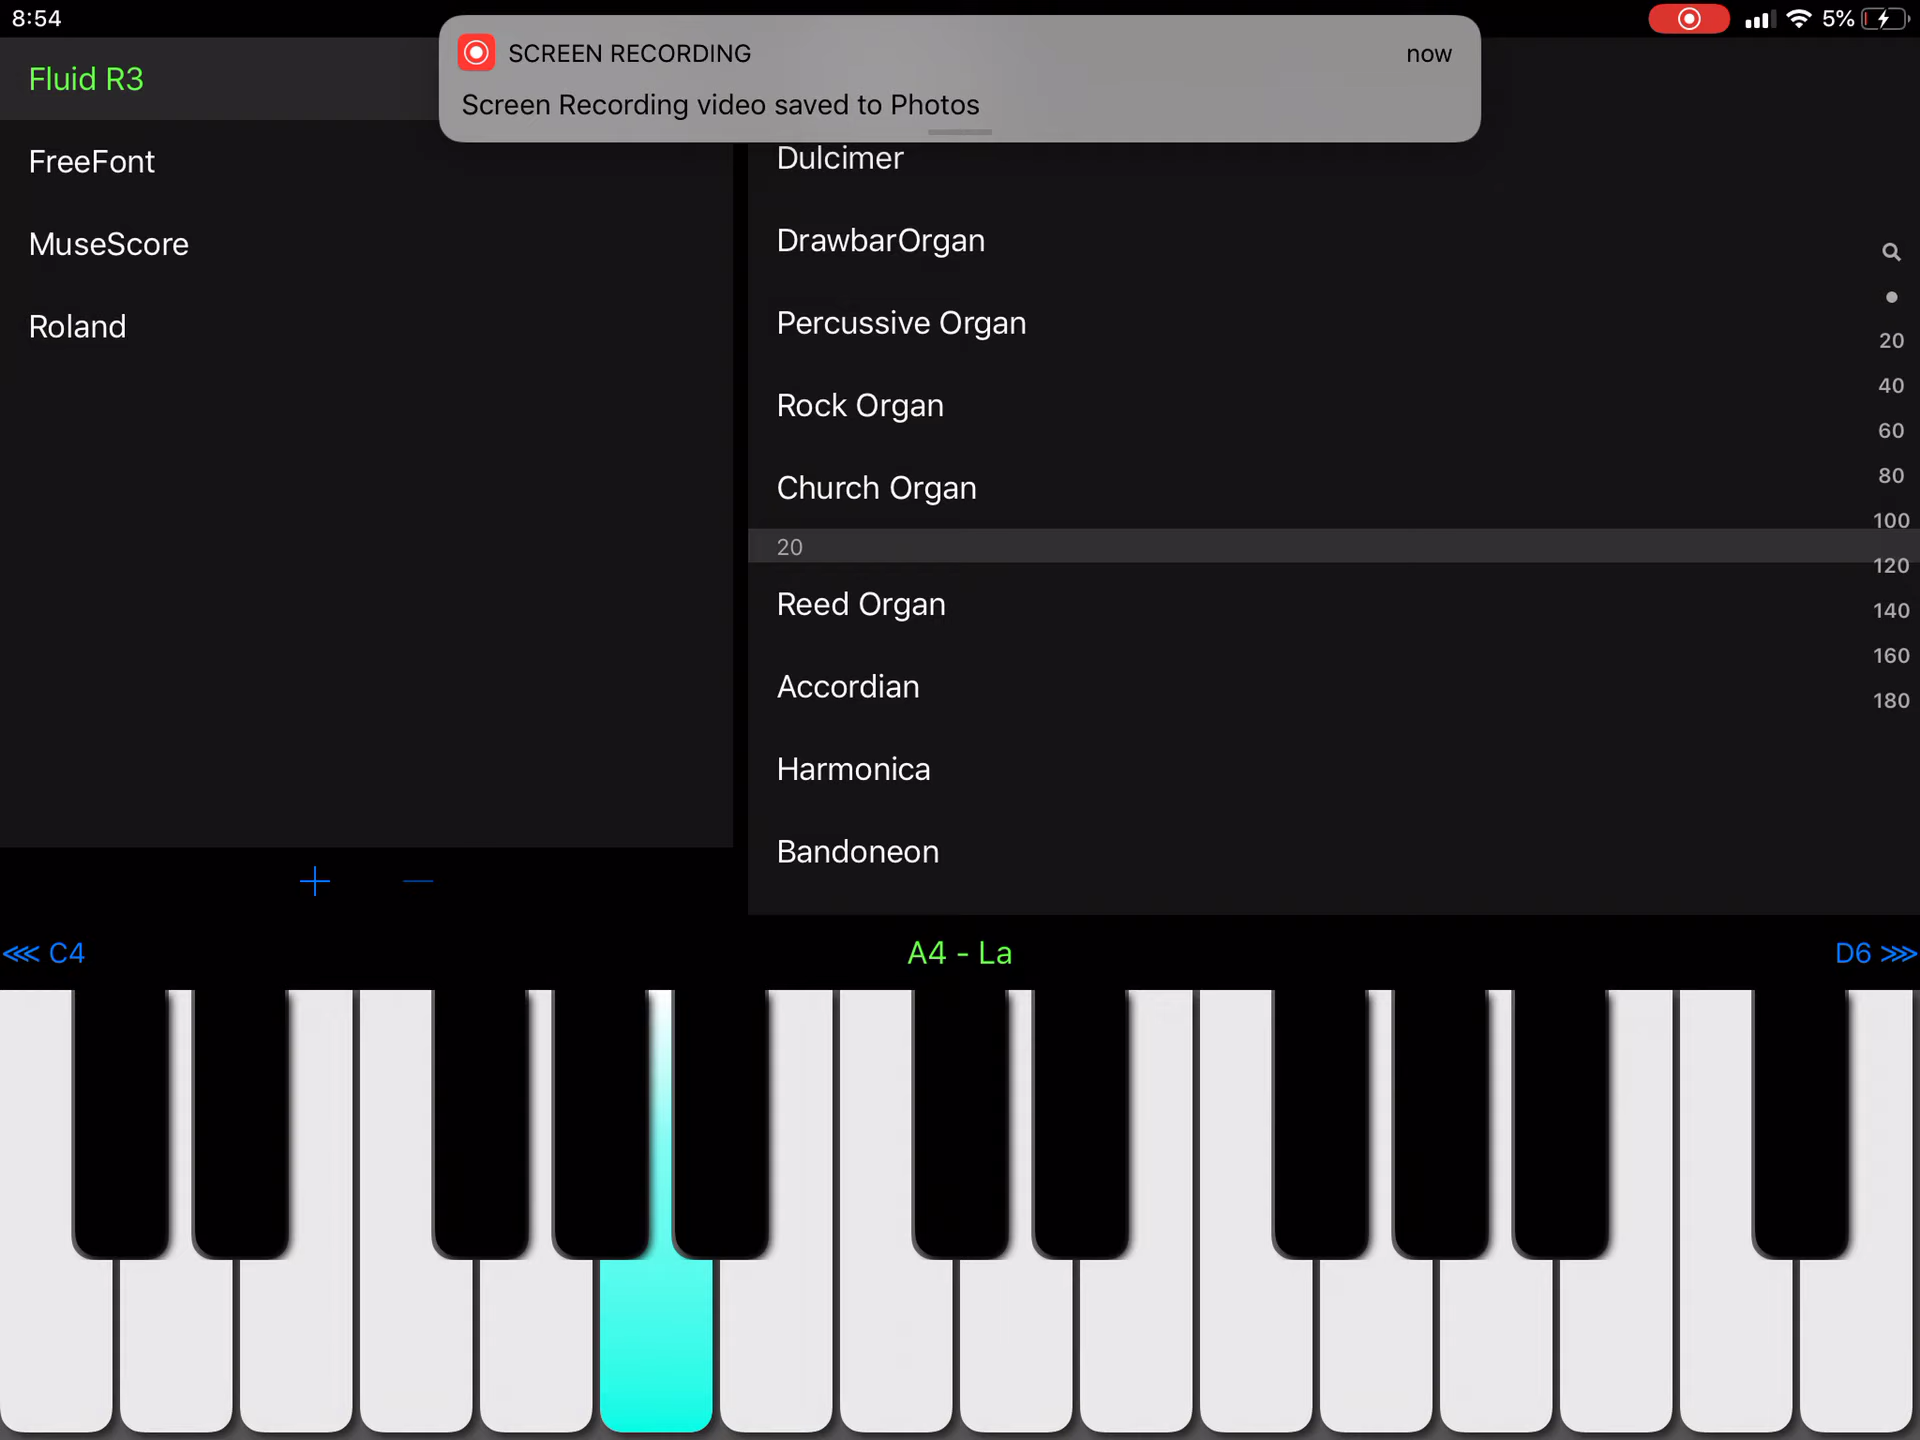 8:54
5%
SCREEN RECORDING
now
Screen Recording video saved to Photos
Fluid R3
FreeFont
MuseScore
Roland
Dulcimer
DrawbarOrgan
Percussive Organ
Rock Organ
Church Organ
20
Reed Organ
Accordian
Harmonica
Bandoneon
20
40
60
80
100
120
140
160
180
⋘ C4
A4 - La
D6 ⋙